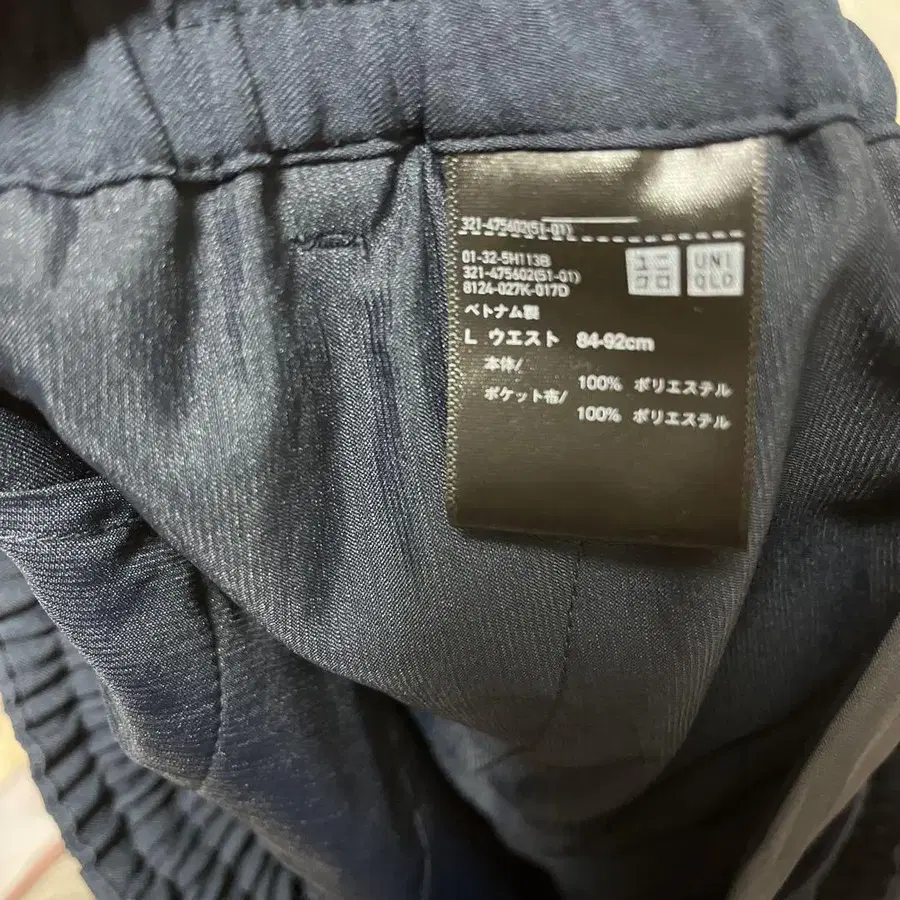 321-475602(51-01)
ユニ
クロ
UNI
QLO
01-32-5H113B
321-475602(51-01)
8124-027K-017D
ベトナム製
L ウエスト 84-92cm
本体/
100% ポリエステル
ポケット布/
100% ポリエステル